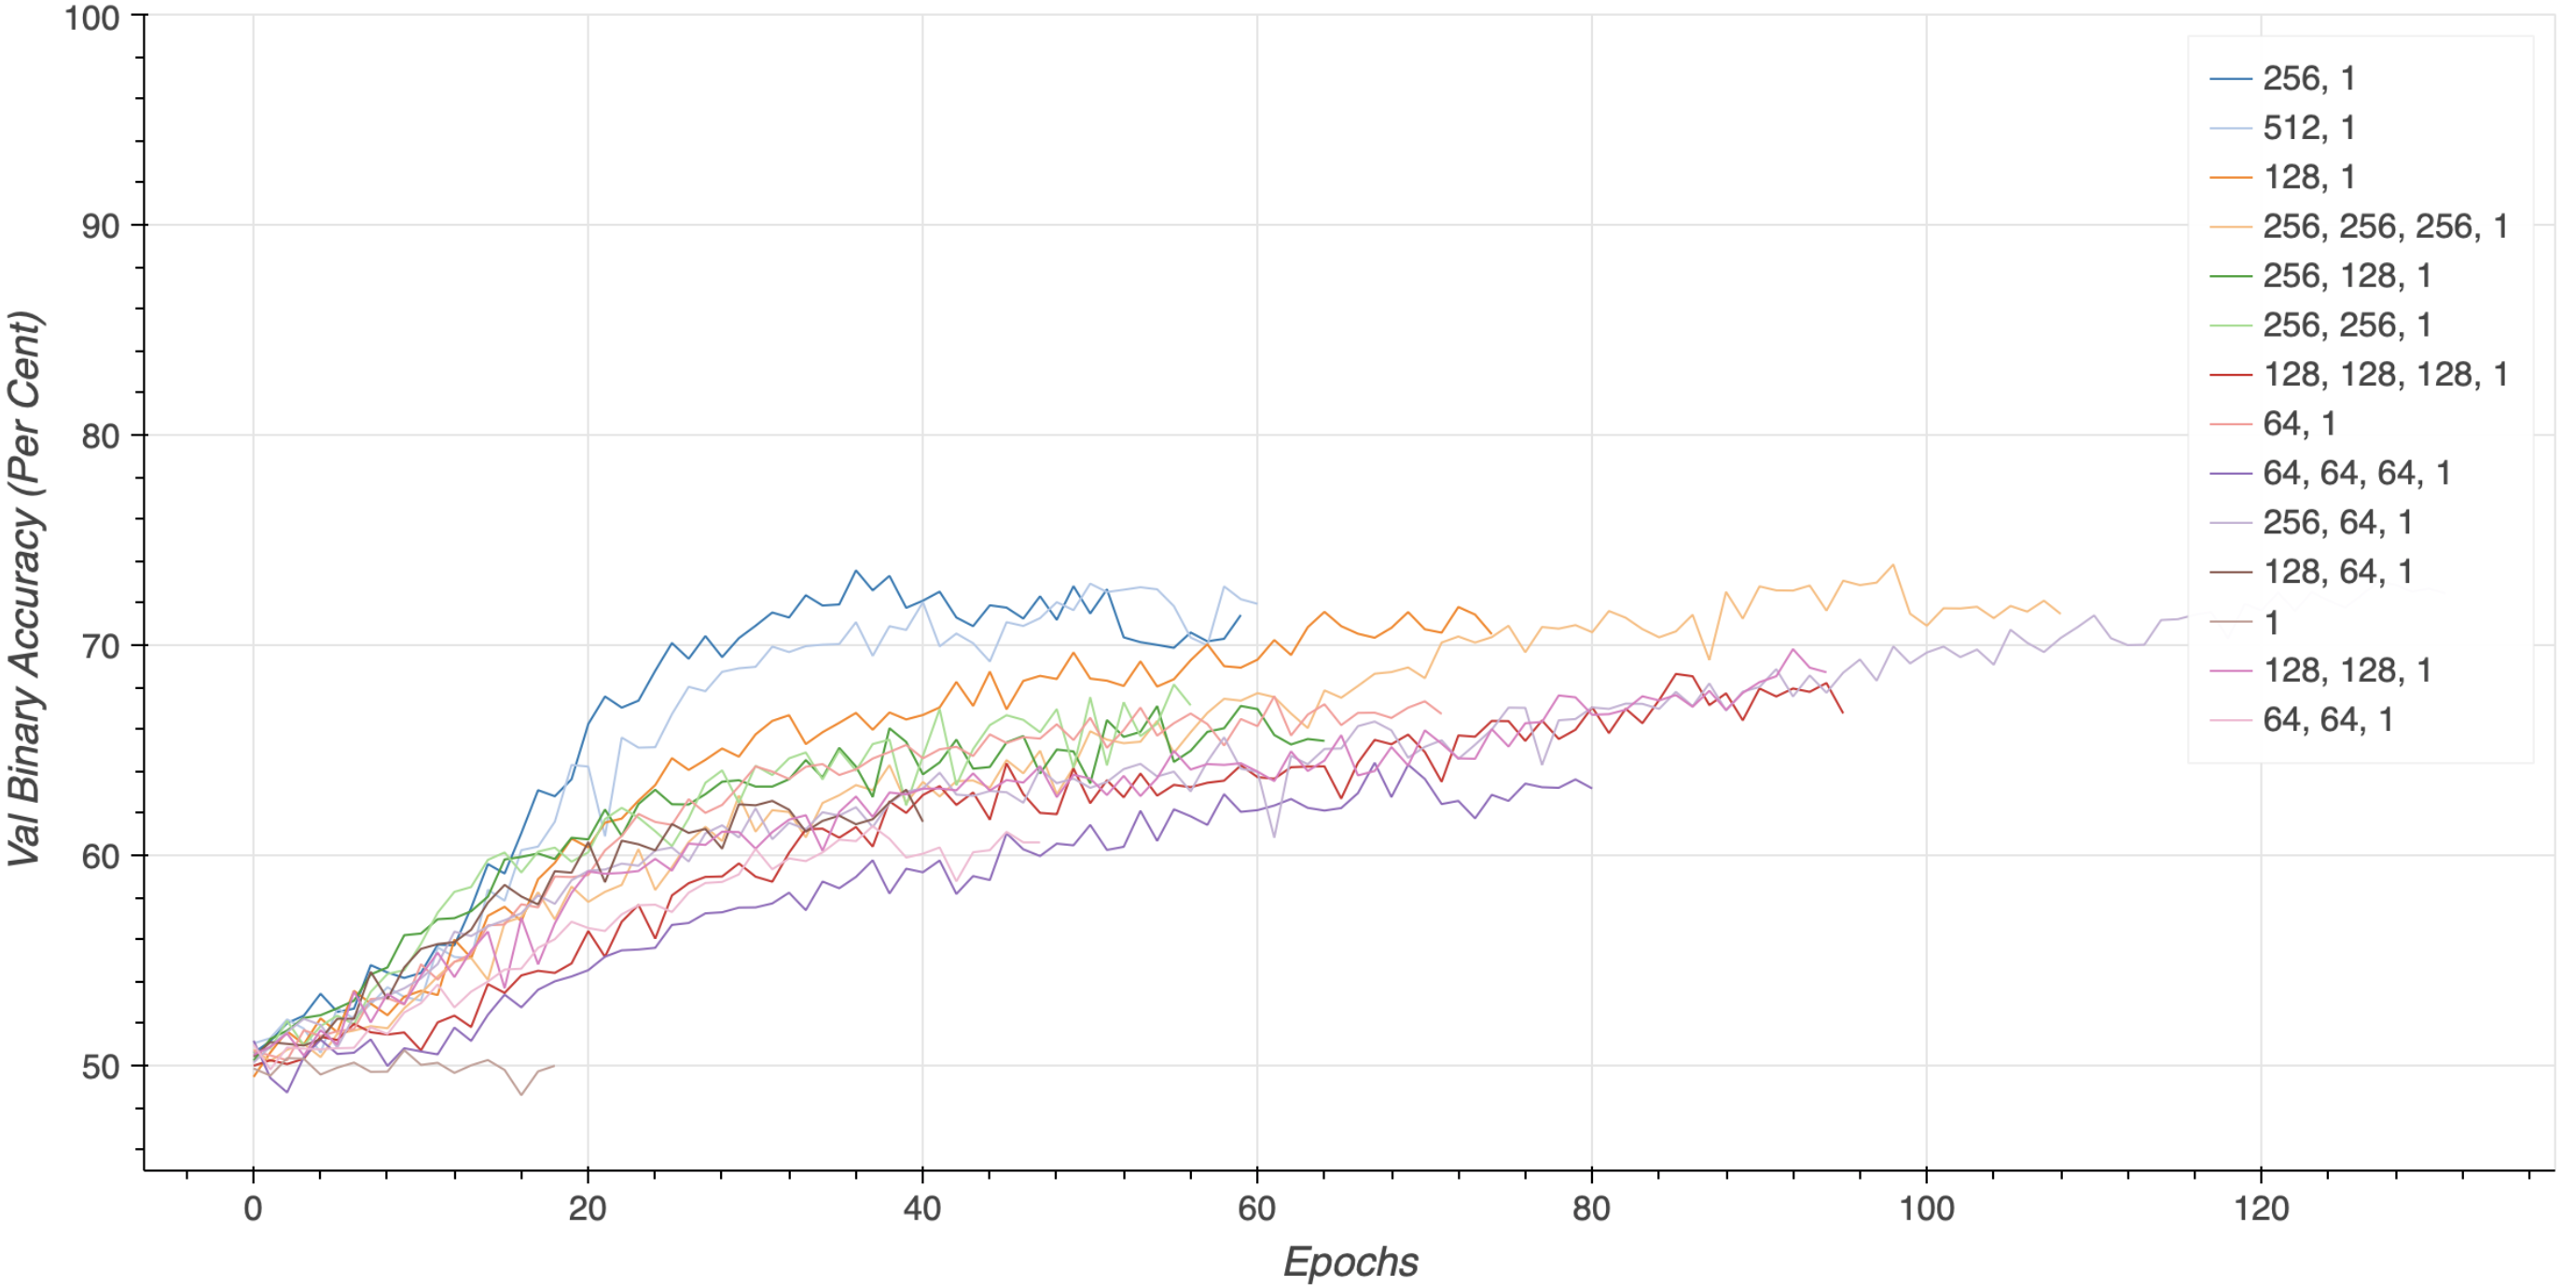 100
90
80
70
60
50
Val Binary Accuracy (Per Cent)
0 20 40 60 80 100 120
Epochs
256, 1
512, 1
128, 1
256, 256, 256, 1
256, 128, 1
256, 256, 1
128, 128, 128, 1
64, 1
64, 64, 64, 1
256, 64, 1
128, 64, 1
1
128, 128, 1
64, 64, 1